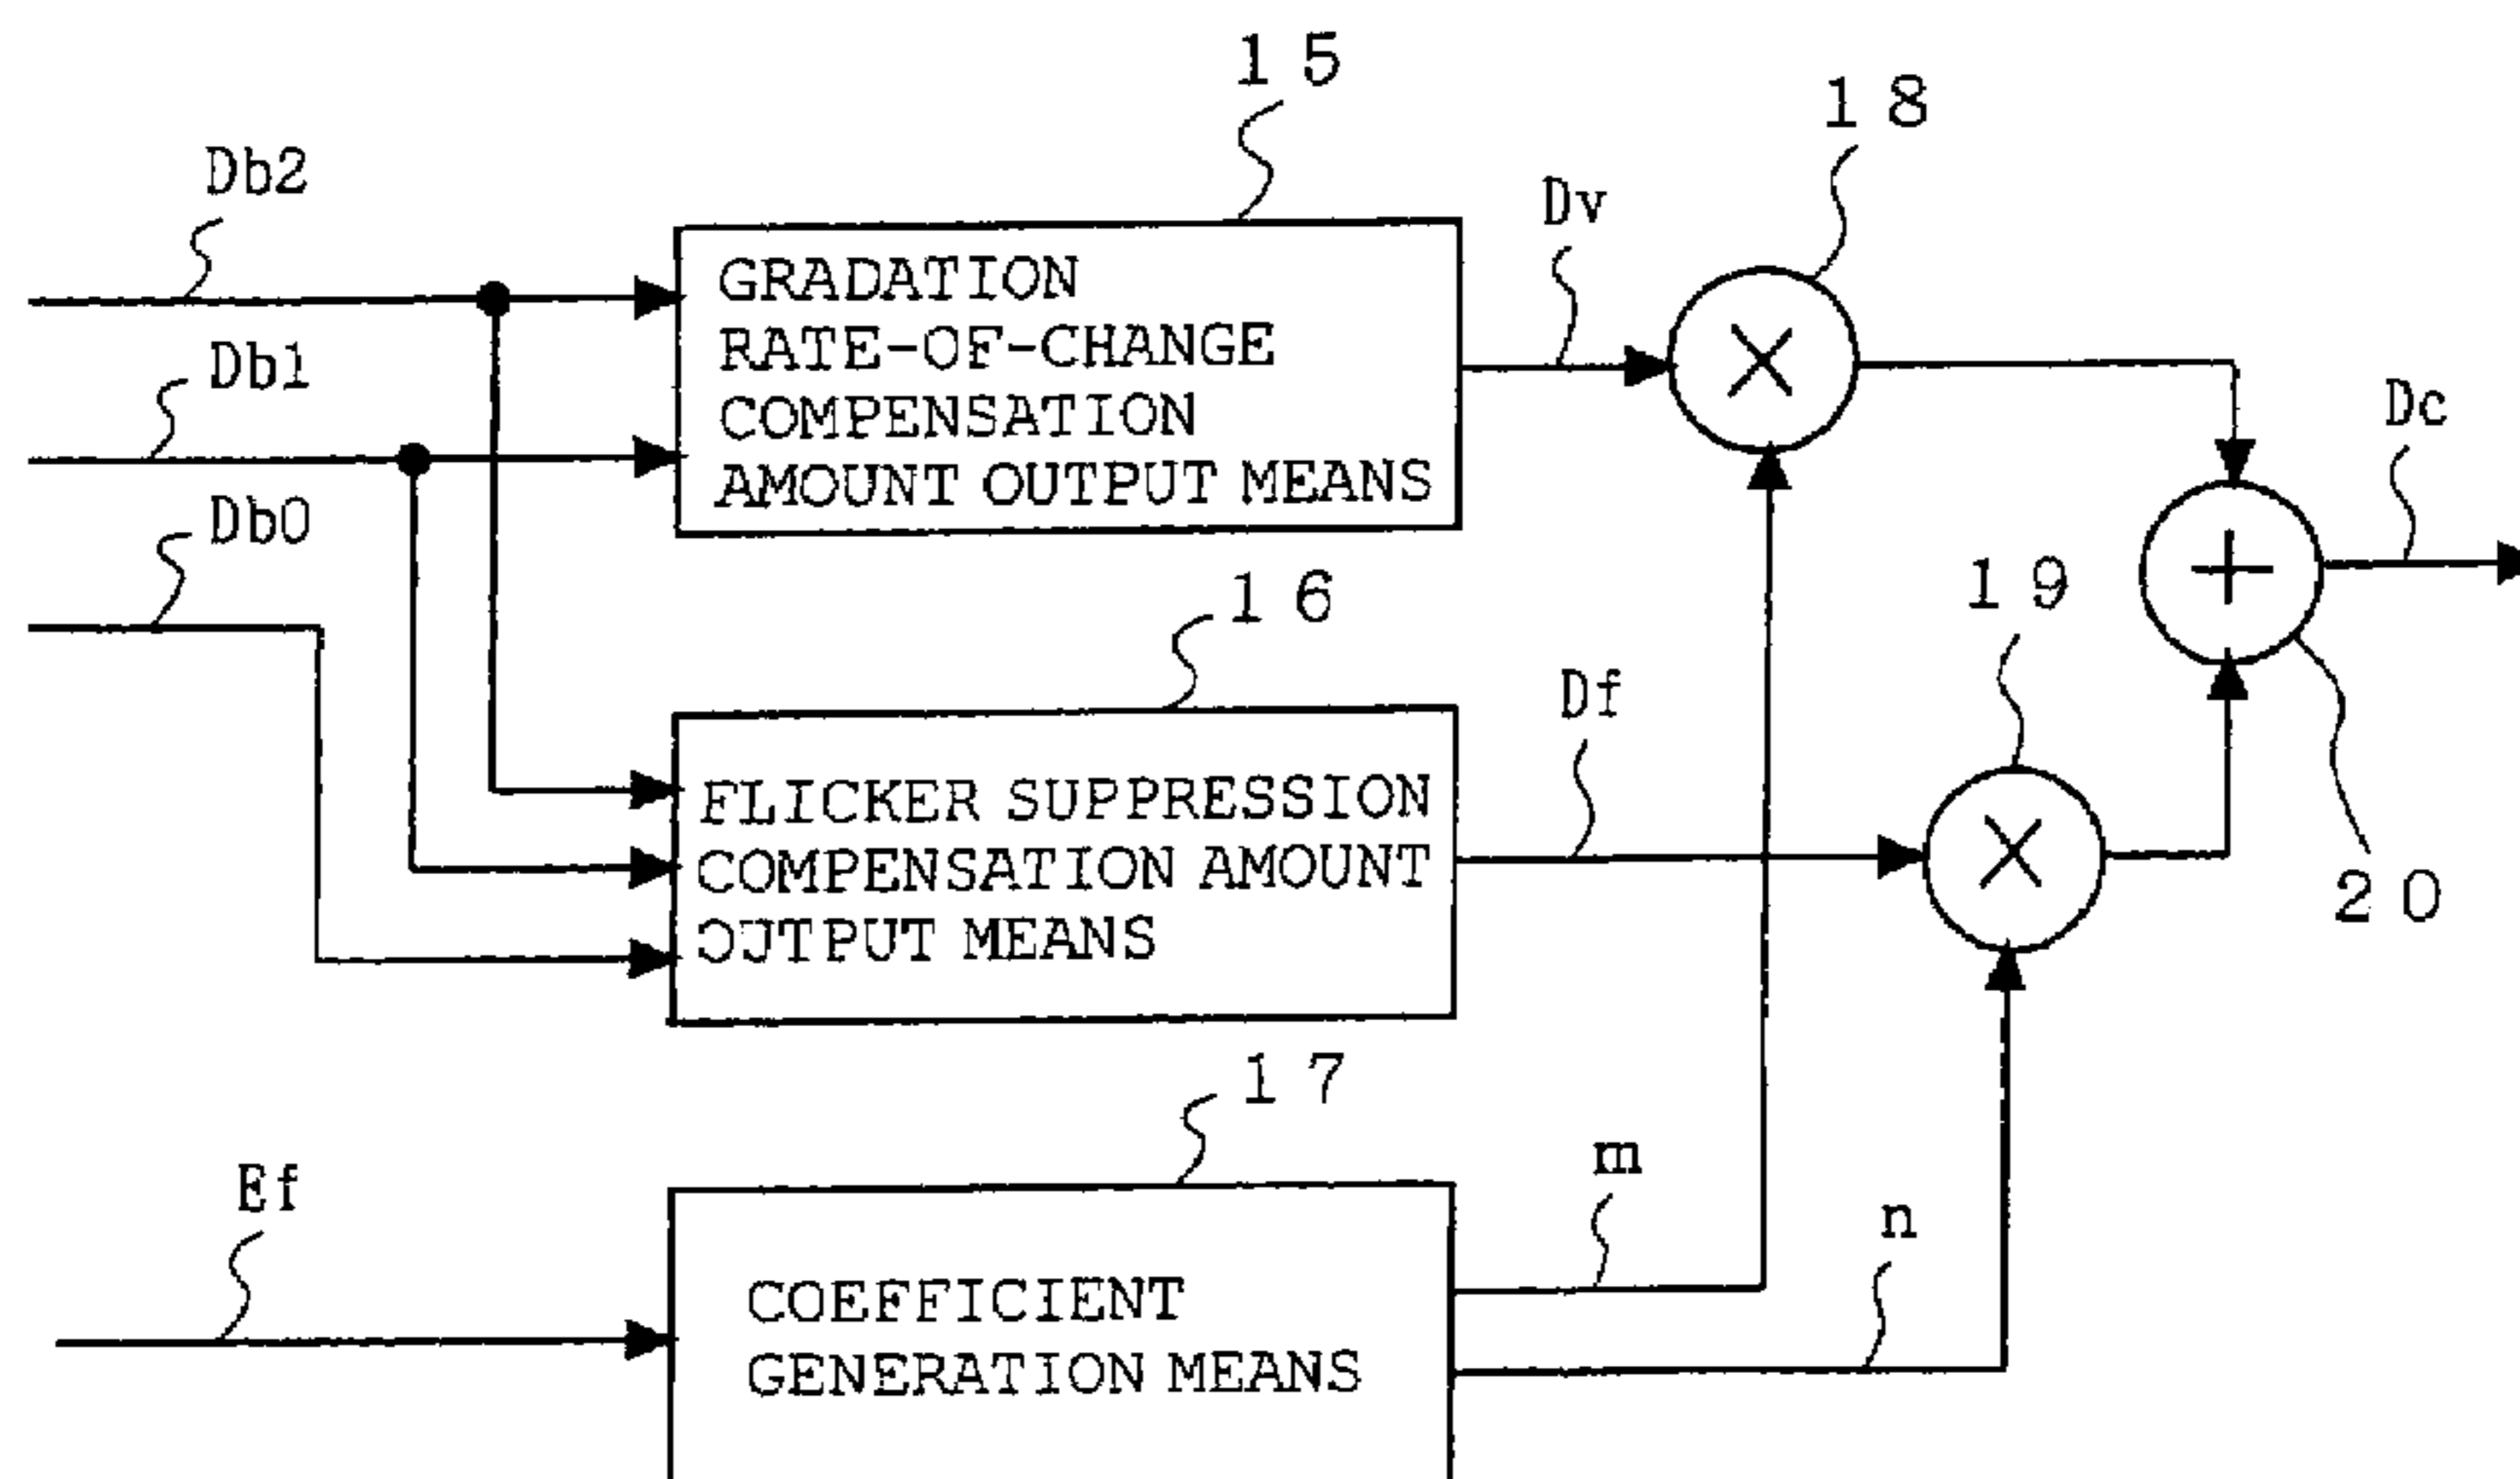 15
18
Db2
Dv
GRADATION
RATE-OF-CHANGE
COMPENSATION
AMOUNT OUTPUT MEANS
Db1
Dc
Db0
16
19
Df
FLICKER SUPPRESSION
COMPENSATION AMOUNT
OUTPUT MEANS
20
17
m
Ef
n
COEFFICIENT
GENERATION MEANS
×
×
+